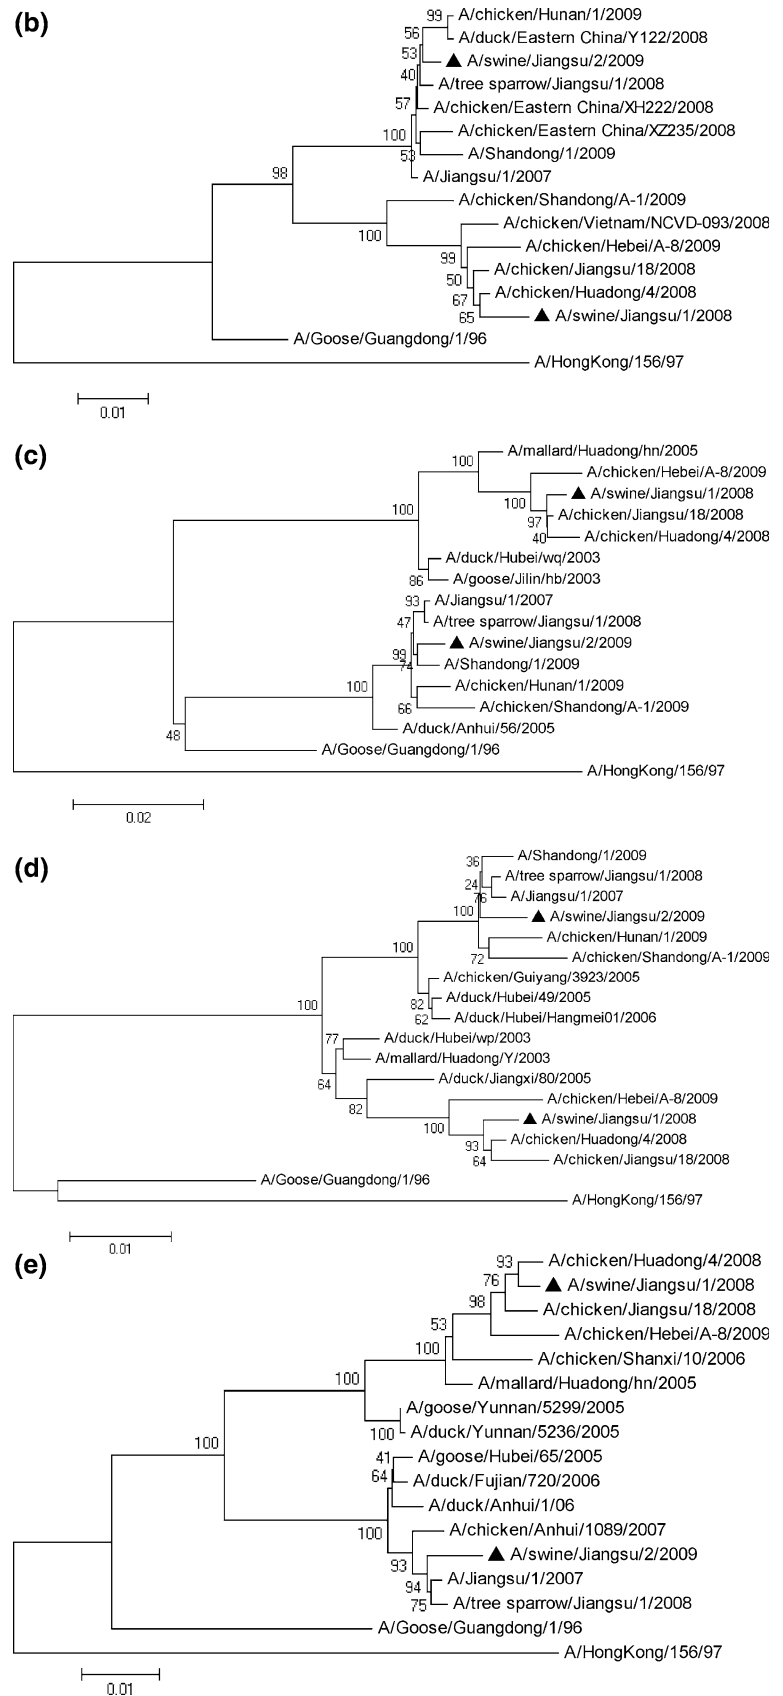 (b)
99
A/chicken/Hunan/1/2009
56
A/duck/Eastern China/Y122/2008
53
A/swine/Jiangsu/2/2009
40
A/tree sparrow/Jiangsu/1/2008
57
A/chicken/Eastern China/XH222/2008
A/chicken/Eastern China/XZ235/2008
100
53
A/Shandong/1/2009
98
A/Jiangsu/1/2007
A/chicken/Shandong/A-1/2009
A/chicken/Vietnam/NCVD-093/2008
100
A/chicken/Hebei/A-8/2009
99
A/chicken/Jiangsu/18/2008
50
A/chicken/Huadong/4/2008
67
65
A/swine/Jiangsu/1/2008
A/Goose/Guangdong/1/96
A/HongKong/156/97
0.01
(c)
A/mallard/Huadong/hn/2005
100
A/chicken/Hebei/A-8/2009
A/swine/Jiangsu/1/2008
100
A/chicken/Jiangsu/18/2008
100
97
A/chicken/Huadong/4/2008
40
A/duck/Hubei/wq/2003
86
A/goose/Jilin/hb/2003
93
A/Jiangsu/1/2007
47
A/tree sparrow/Jiangsu/1/2008
A/swine/Jiangsu/2/2009
99
74
A/Shandong/1/2009
100
A/chicken/Hunan/1/2009
66
A/chicken/Shandong/A-1/2009
A/duck/Anhui/56/2005
48
A/Goose/Guangdong/1/96
A/HongKong/156/97
0.02
(d)
36
A/Shandong/1/2009
A/tree sparrow/Jiangsu/1/2008
24
76
A/Jiangsu/1/2007
100
A/swine/Jiangsu/2/2009
A/chicken/Hunan/1/2009
100
72
A/chicken/Shandong/A-1/2009
A/chicken/Guiyang/3923/2005
82
A/duck/Hubei/49/2005
100
62
A/duck/Hubei/Hangmei01/2006
77
A/duck/Hubei/wp/2003
A/mallard/Huadong/Y/2003
64
A/duck/Jiangxi/80/2005
82
A/chicken/Hebei/A-8/2009
100
A/swine/Jiangsu/1/2008
93
A/chicken/Huadong/4/2008
64
A/chicken/Jiangsu/18/2008
A/Goose/Guangdong/1/96
A/HongKong/156/97
0.01
(e)
93
A/chicken/Huadong/4/2008
76
A/swine/Jiangsu/1/2008
98
A/chicken/Jiangsu/18/2008
53
A/chicken/Hebei/A-8/2009
100
A/chicken/Shanxi/10/2006
100
A/mallard/Huadong/hn/2005
A/goose/Yunnan/5299/2005
100
A/duck/Yunnan/5236/2005
100
41
A/goose/Hubei/65/2005
64
A/duck/Fujian/720/2006
A/duck/Anhui/1/06
100
A/chicken/Anhui/1089/2007
93
A/swine/Jiangsu/2/2009
94
A/Jiangsu/1/2007
75
A/tree sparrow/Jiangsu/1/2008
A/Goose/Guangdong/1/96
A/HongKong/156/97
0.01